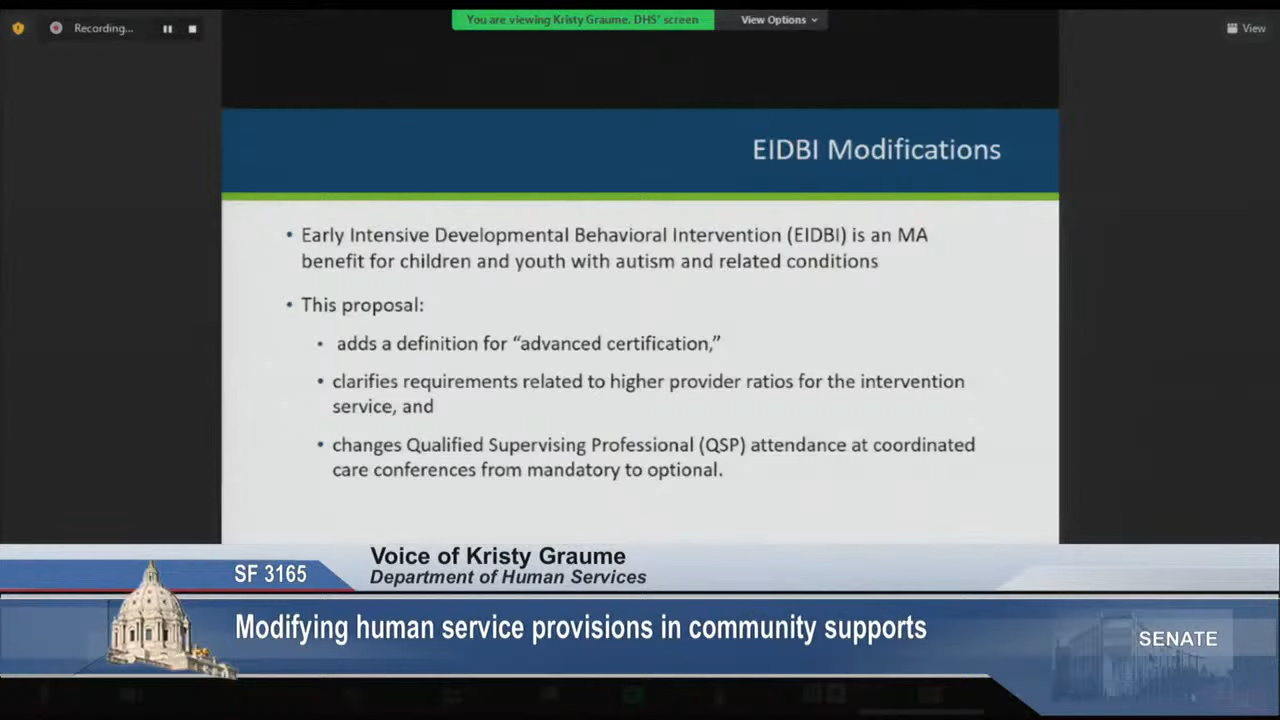 Recording...
You are viewing Kristy Graume, DHS' screen
View Options
View
EIDBI Modifications
• Early Intensive Developmental Behavioral Intervention (EIDBI) is an MA
benefit for children and youth with autism and related conditions
• This proposal:
• adds a definition for “advanced certification,”
• clarifies requirements related to higher provider ratios for the intervention
service, and
• changes Qualified Supervising Professional (QSP) attendance at coordinated
care conferences from mandatory to optional.
Voice of Kristy Graume
SF 3165
Department of Human Services
Modifying human service provisions in community supports
SENATE